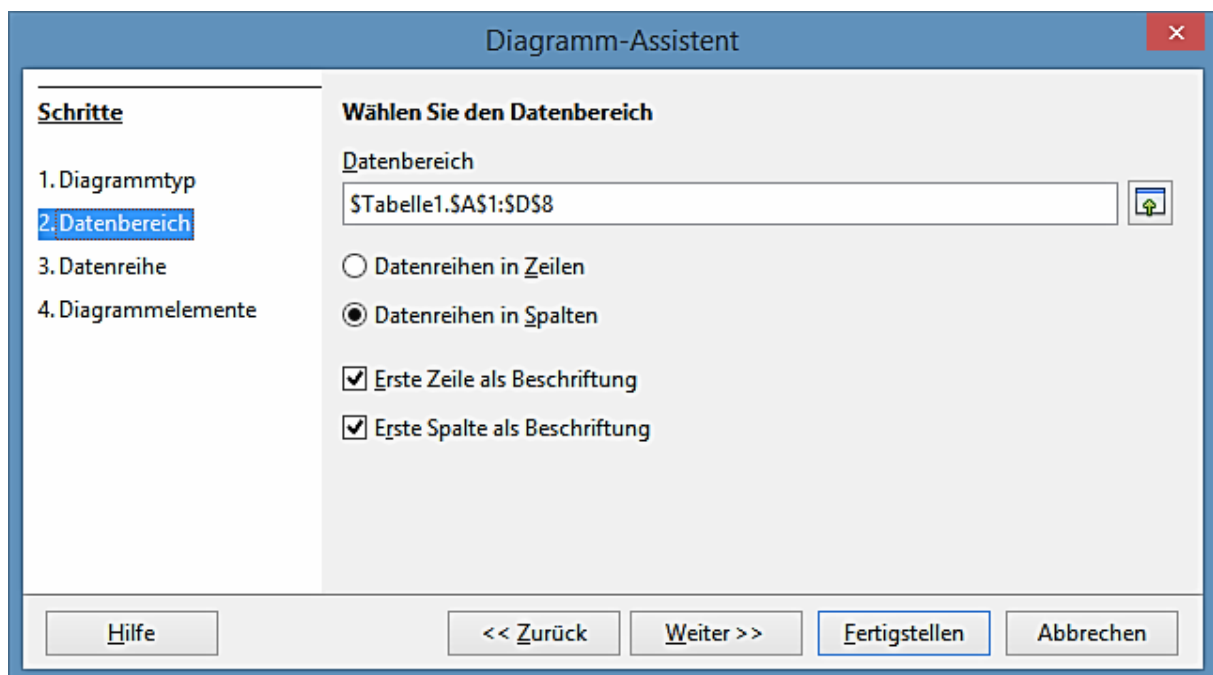 Diagramm-Assistent
Schritte
1. Diagrammtyp
2. Datenbereich
3. Datenreihe
4. Diagrammelemente
Wählen Sie den Datenbereich
Datenbereich
$Tabelle1.$A$1:$D$8
Datenreihen in Zeilen
Datenreihen in Spalten
Erste Zeile als Beschriftung
Erste Spalte als Beschriftung
Hilfe
<< Zurück
Weiter >>
Fertigstellen
Abbrechen